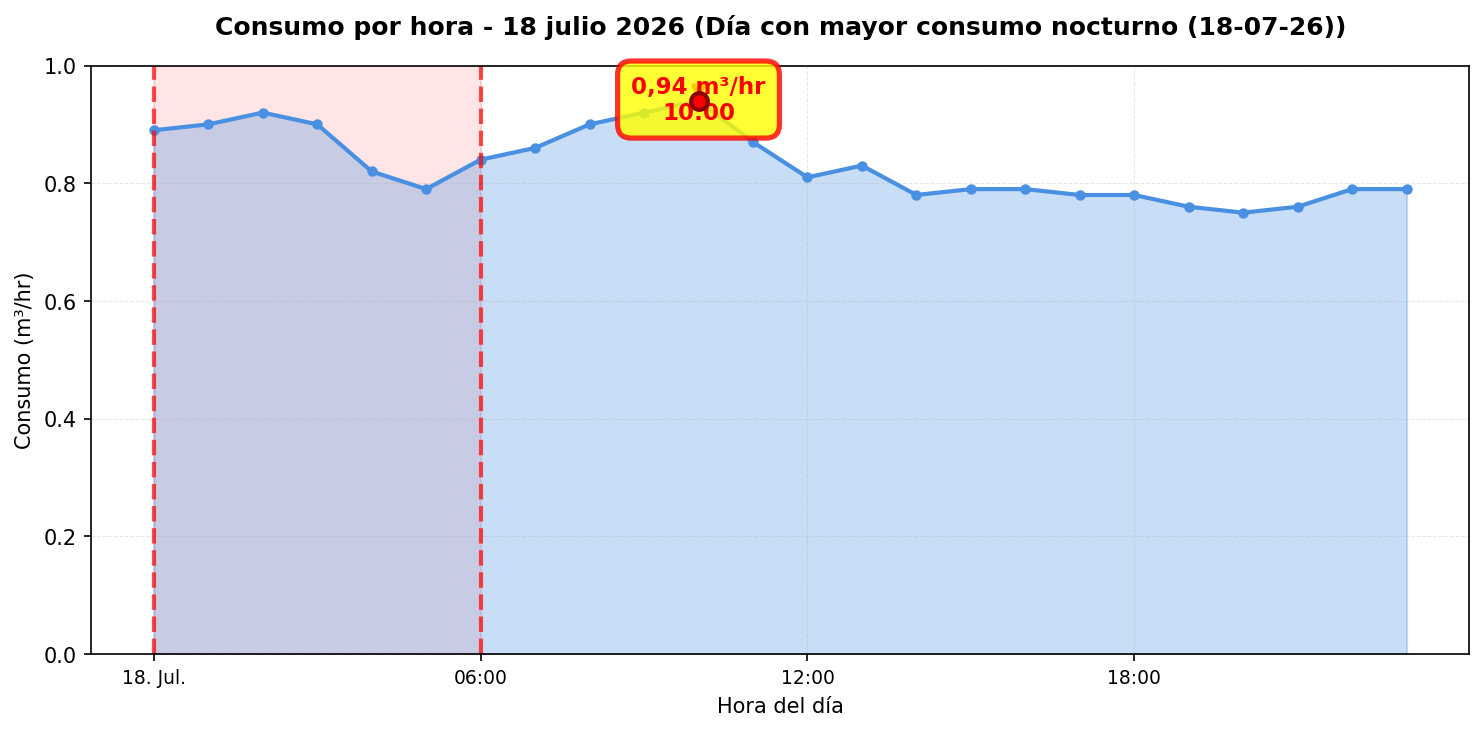 Consumo por hora - 18 julio 2026 (Día con mayor consumo nocturno (18-07-26))
0,94 m³/hr
10:00
1.0
0.8
0.6
0.4
0.2
0.0
Consumo (m³/hr)
18. Jul.
06:00
12:00
18:00
Hora del día